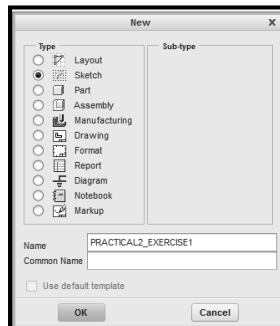 New
x
Type
Sub-type
Layout
Sketch
Part
Assembly
Manufacturing
Drawing
Format
Report
Diagram
Notebook
Markup
Name PRACTICAL2_EXERCISE1
Common Name
Use default template
OK Cancel